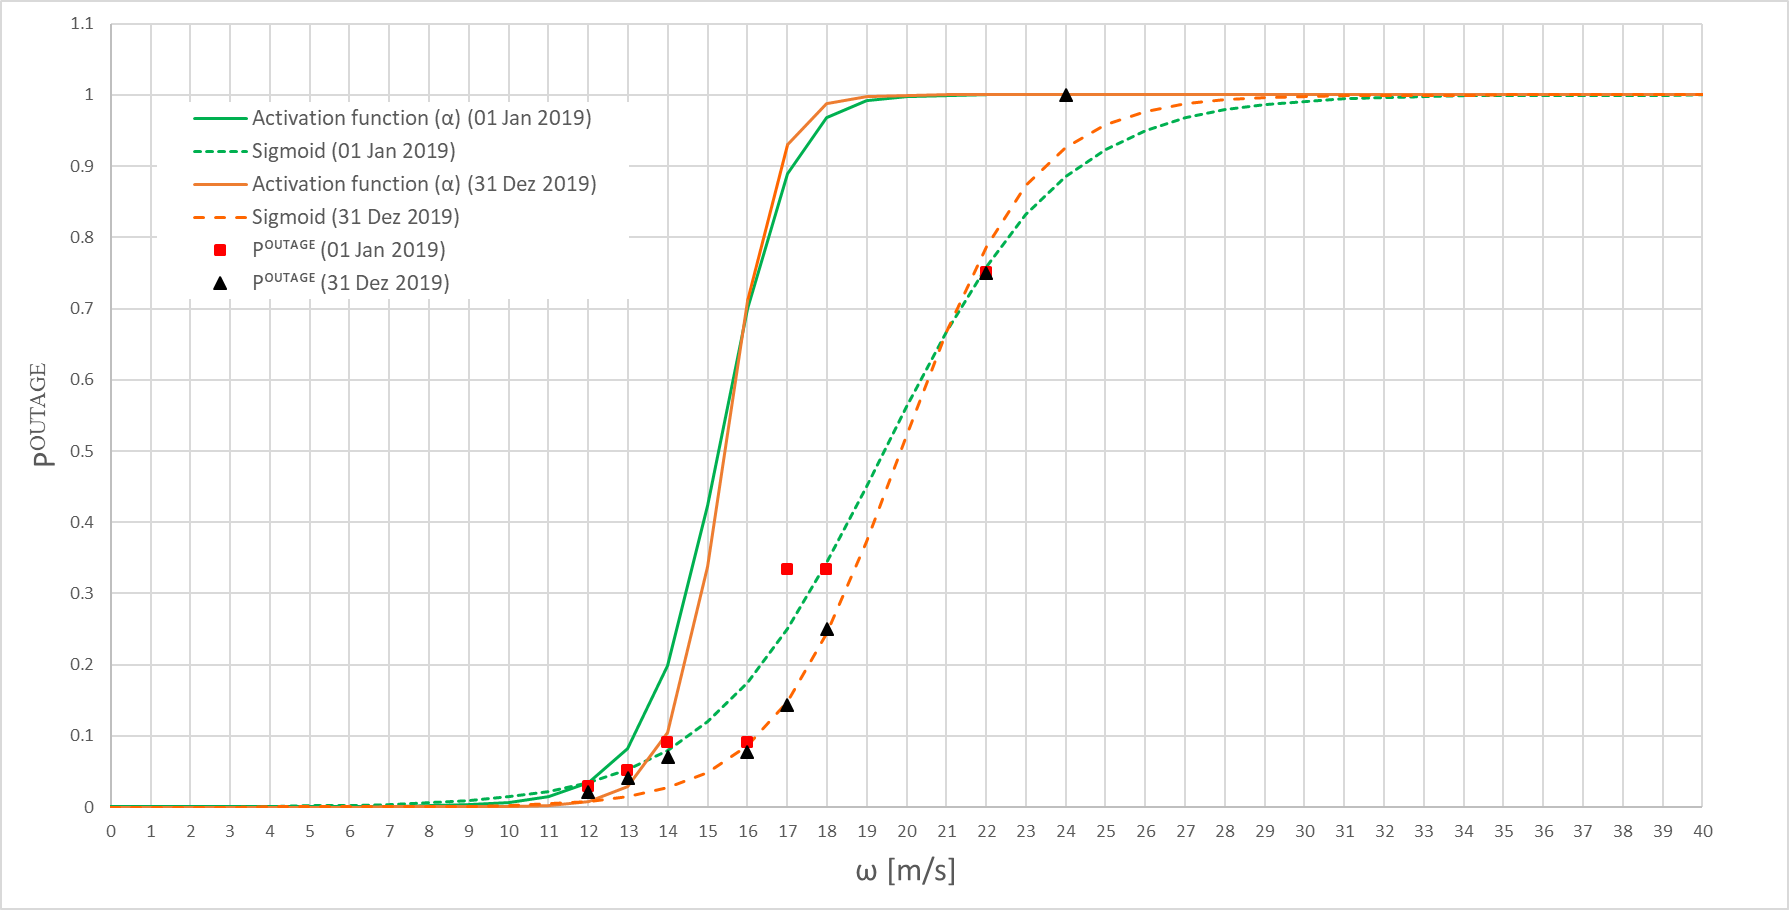 1.1
1
0.9
0.8
0.7
0.6
0.5
0.4
0.3
0.2
0.1
0
Activation function (α) (01 Jan 2019)
Sigmoid (01 Jan 2019)
Activation function (α) (31 Dez 2019)
Sigmoid (31 Dez 2019)
P^OUTAGE (01 Jan 2019)
P^OUTAGE (31 Dez 2019)
P^OUTAGE
0 1 2 3 4 5 6 7 8 9 10 11 12 13 14 15 16 17 18 19 20 21 22 23 24 25 26 27 28 29 30 31 32 33 34 35 36 37 38 39 40
ω [m/s]